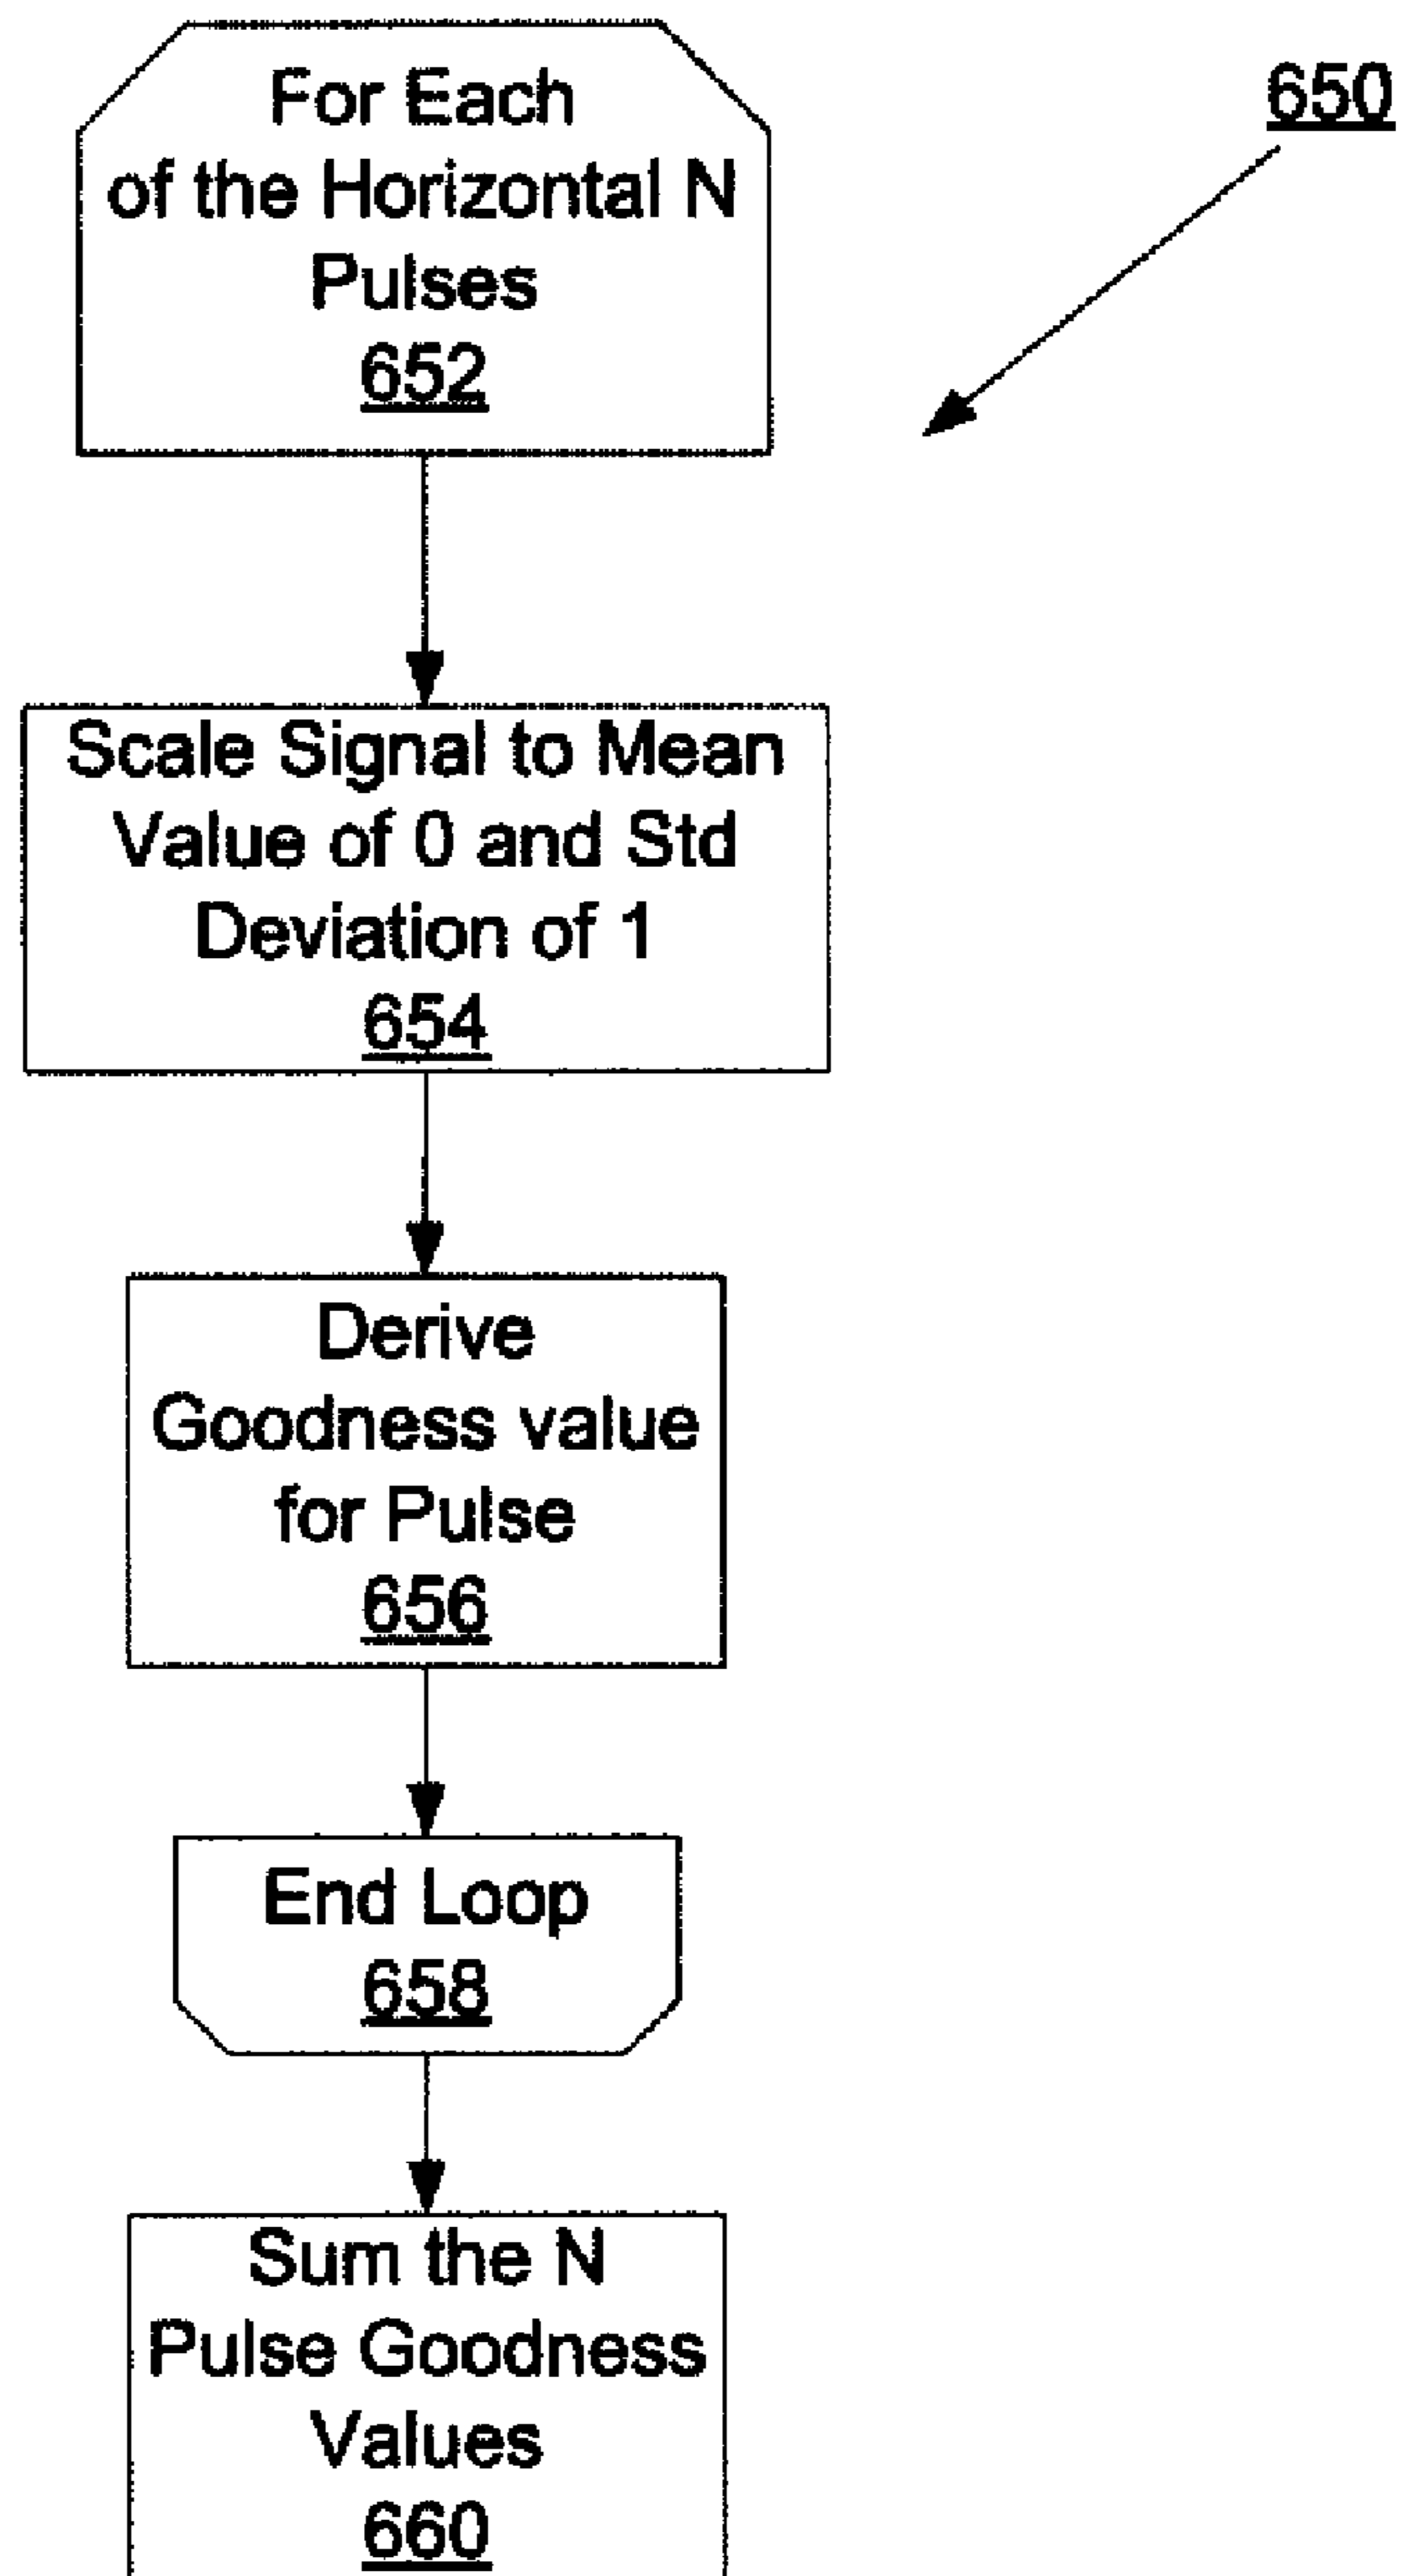 650
For Each
of the Horizontal N
Pulses
652
Scale Signal to Mean
Value of 0 and Std
Deviation of 1
654
Derive
Goodness value
for Pulse
656
End Loop
658
Sum the N
Pulse Goodness
Values
660